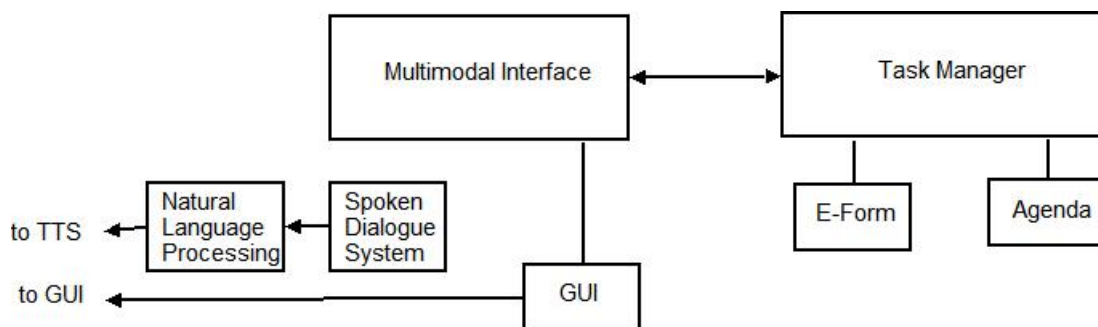 Multimodal Interface
Task Manager
Natural
Language
Processing
Spoken
Dialogue
System
E-Form
Agenda
to TTS
to GUI
GUI